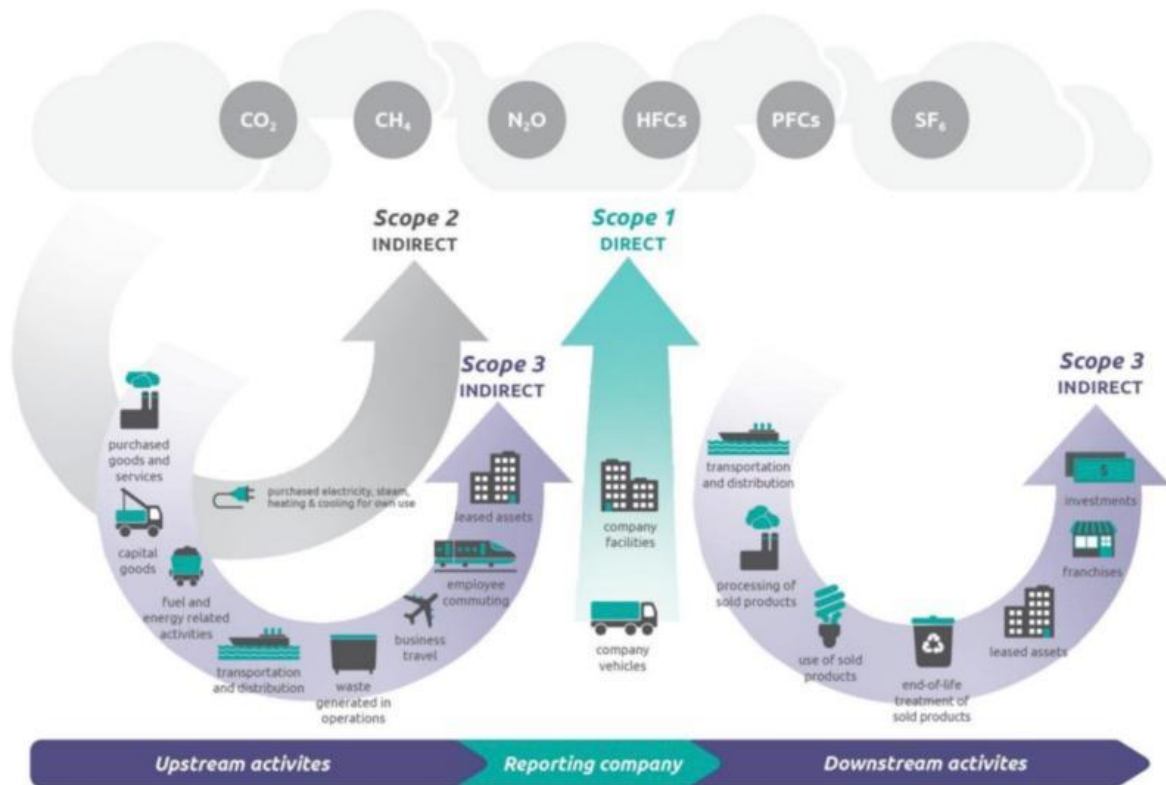 CO₂
CH₄
N₂O
HFCs
PFCs
SF₆
Scope 2
INDIRECT
Scope 1
DIRECT
Scope 3
INDIRECT
Scope 3
INDIRECT
purchased
goods and
services
capital
goods
fuel and
energy related
activities
transportation
and distribution
waste
generated in
operations
business
travel
employee
commuting
leased assets
purchased electricity, steam,
heating & cooling for own use
company
facilities
company
vehicles
transportation
and distribution
processing of
sold products
use of sold
products
end-of-life
treatment of
sold products
leased assets
franchises
investments
$
Upstream activites
Reporting company
Downstream activites